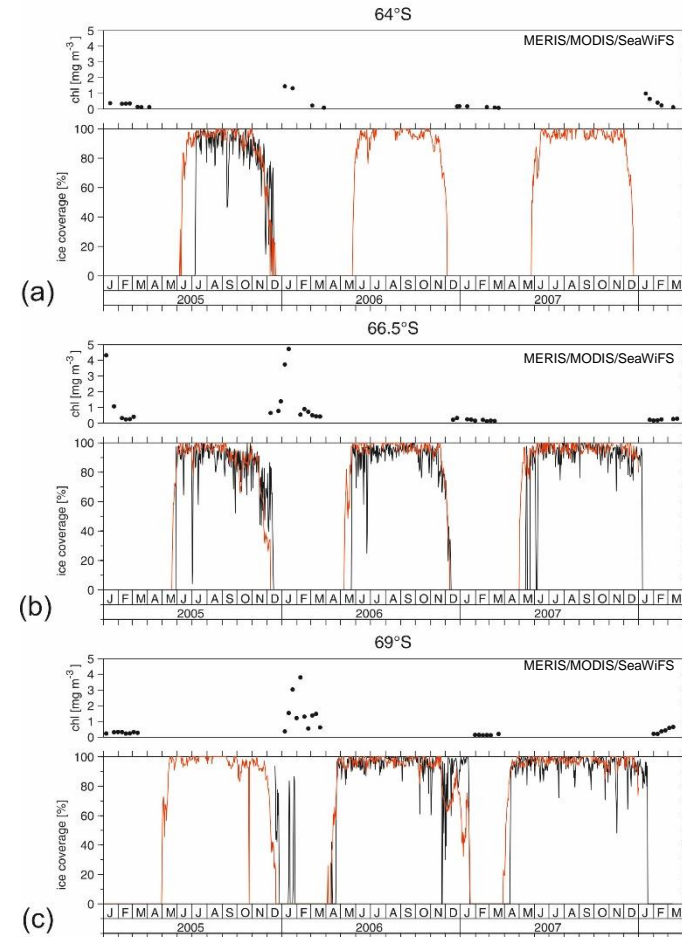 64°S
MERIS/MODIS/SeaWiFS
chl [mg m⁻³]
5
4
3
2
1
0
ice coverage [%]
100
80
60
40
20
0
J F M A M J J A S O N D J F M A M J J A S O N D J F M A M J J A S O N D J F M
2005 2006 2007
(a)
66.5°S
MERIS/MODIS/SeaWiFS
chl [mg m⁻³]
5
4
3
2
1
0
ice coverage [%]
100
80
60
40
20
0
J F M A M J J A S O N D J F M A M J J A S O N D J F M A M J J A S O N D J F M
2005 2006 2007
(b)
69°S
MERIS/MODIS/SeaWiFS
chl [mg m⁻³]
5
4
3
2
1
0
ice coverage [%]
100
80
60
40
20
0
J F M A M J J A S O N D J F M A M J J A S O N D J F M A M J J A S O N D J F M
2005 2006 2007
(c)